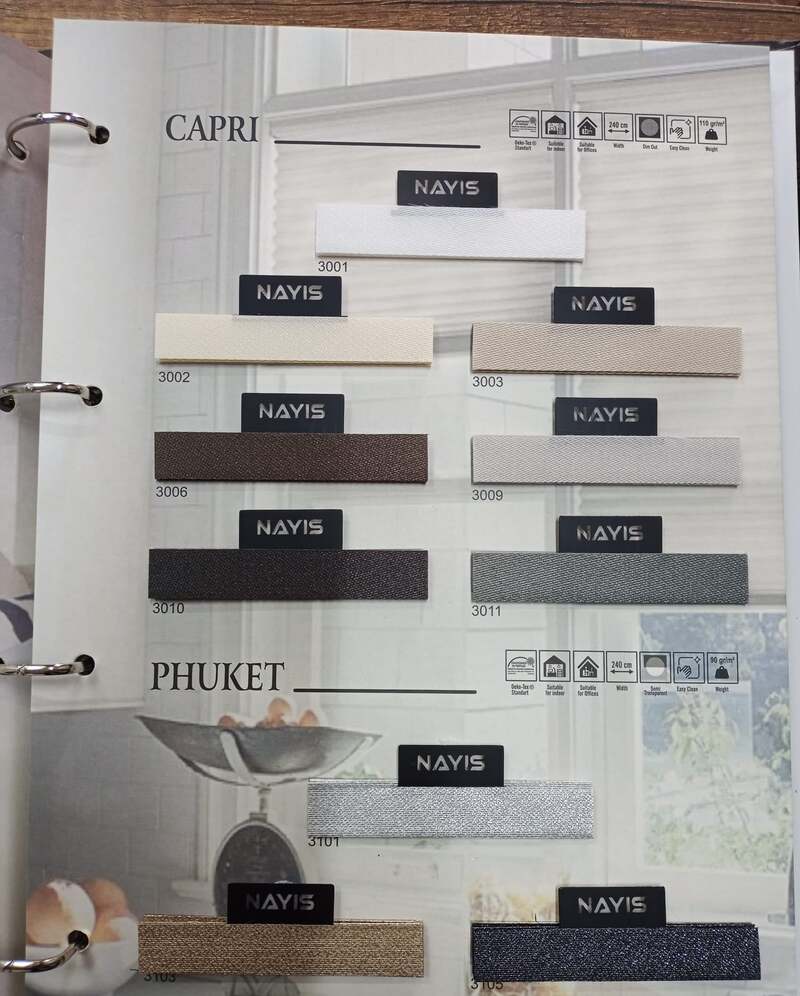 CAPRI
240 cm
110 gr/m²
Oeko-Tex ® Standart
Suitable for indoor
Suitable for Offices
Width
Dim Out
Easy Clean
Weight
NAYIS
3001
NAYIS
NAYIS
3002
3003
NAYIS
NAYIS
3006
3009
NAYIS
NAYIS
3010
3011
PHUKET
240 cm
90 gr/m²
Oeko-Tex ® Standart
Suitable for indoor
Suitable for Offices
Width
Semi Transparent
Easy Clean
Weight
NAYIS
3101
NAYIS
NAYIS
3103
3105